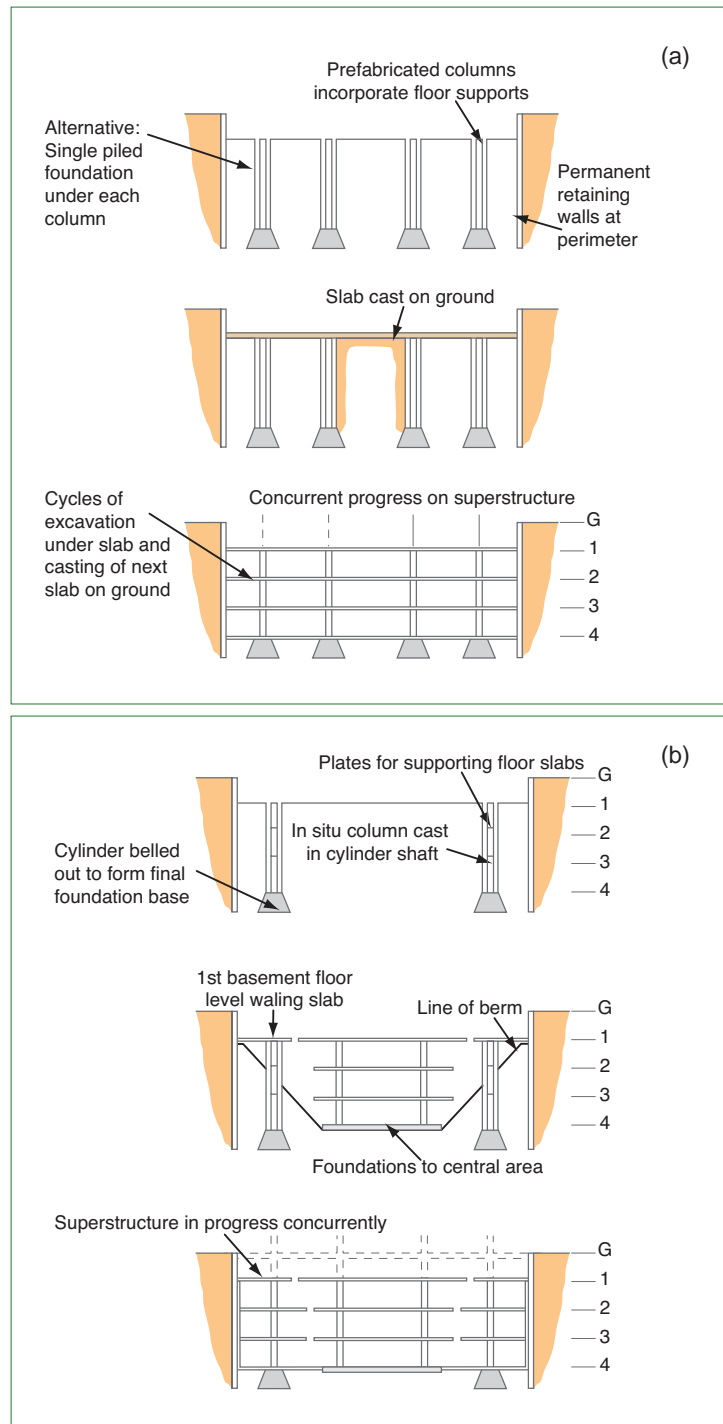 (a)
Prefabricated columns
incorporate floor supports
Alternative:
Single piled
foundation
under each
column
Permanent
retaining
walls at
perimeter
Slab cast on ground
Cycles of
excavation
under slab and
casting of next
slab on ground
Concurrent progress on superstructure
G
1
2
3
4
(b)
Plates for supporting floor slabs
In situ column cast
in cylinder shaft
Cylinder belled
out to form final
foundation base
G
1
2
3
4
1st basement floor
level waling slab
Line of berm
G
1
2
3
4
Foundations to central area
Superstructure in progress concurrently
G
1
2
3
4